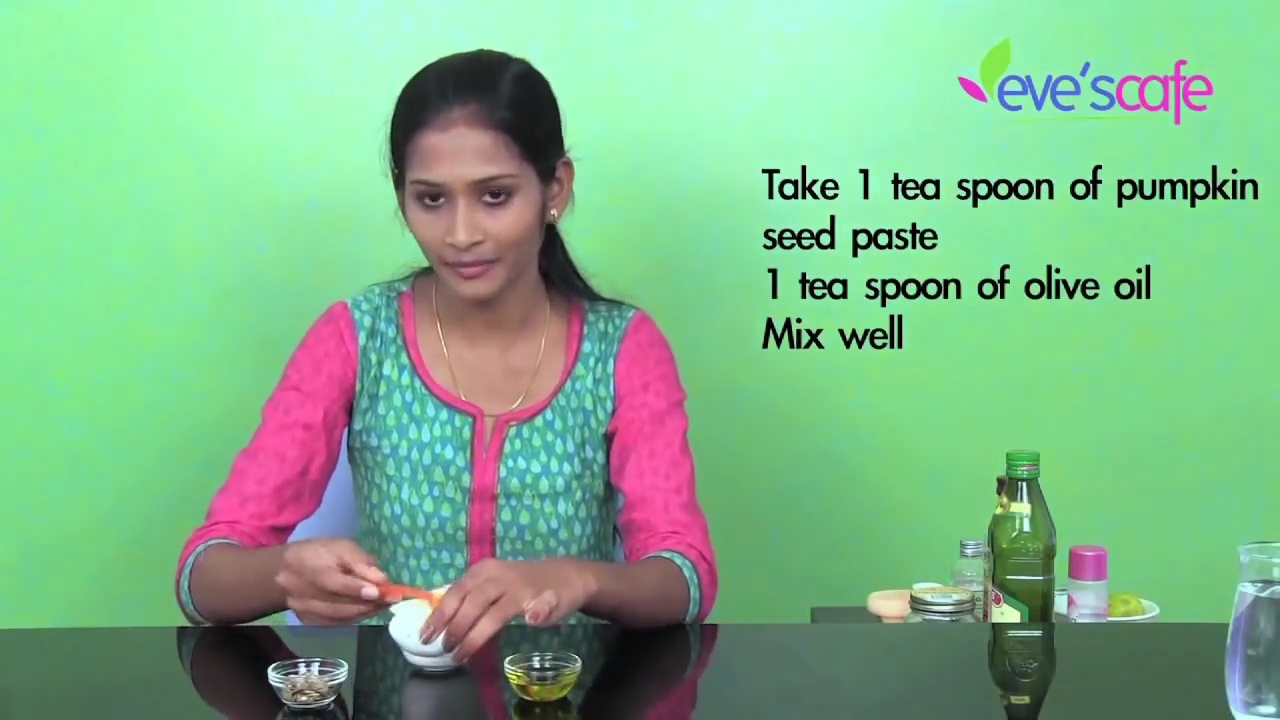 eve'scafe
Take 1 tea spoon of pumpkin
seed paste
1 tea spoon of olive oil
Mix well